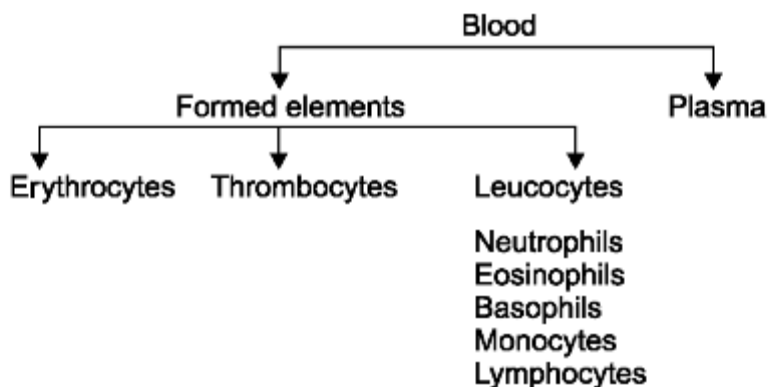 Blood
Formed elements Plasma
Erythrocytes Thrombocytes Leucocytes
Neutrophils
Eosinophils
Basophils
Monocytes
Lymphocytes